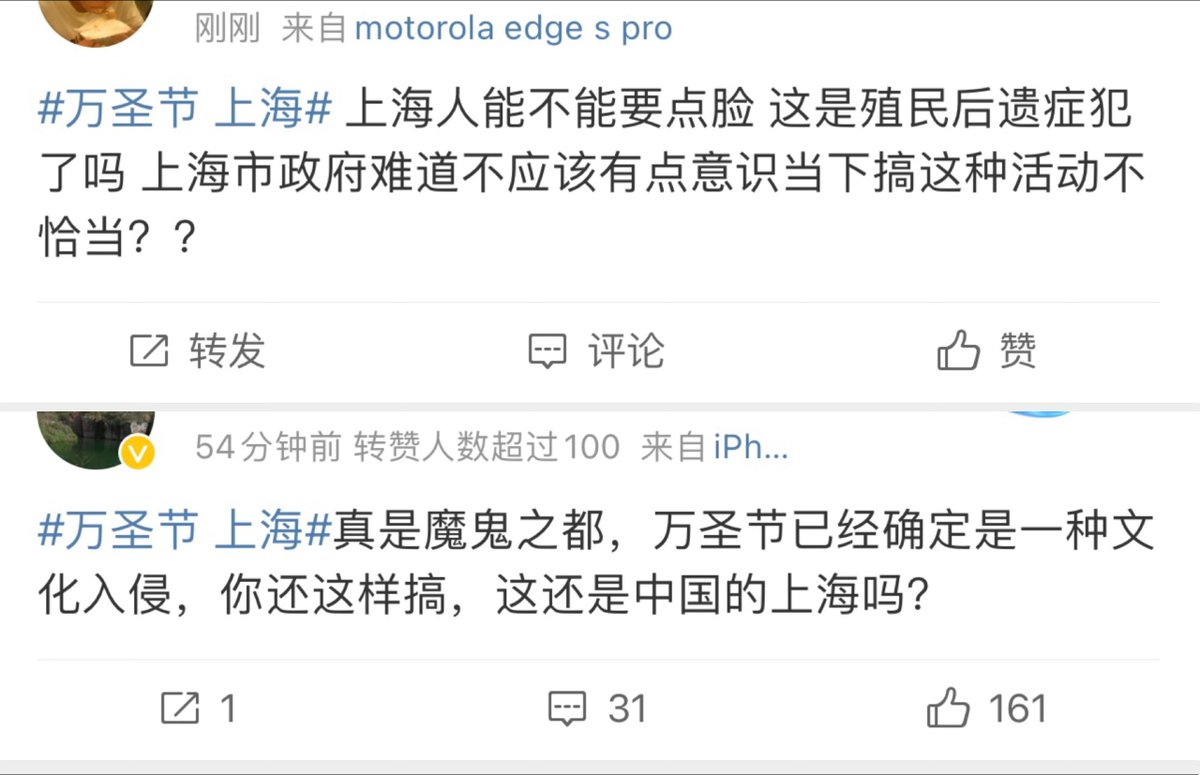 刚刚 来自 motorola edge s pro
#万圣节 上海# 上海人能不能要点脸 这是殖民后遗症犯
了吗 上海市政府难道不应该有点意识当下搞这种活动不
恰当？？
转发 评论 赞
54分钟前 转赞人数超过100 来自 iPh...
#万圣节 上海#真是魔鬼之都，万圣节已经确定是一种文
化入侵，你还这样搞，这还是中国的上海吗？
1 31 161